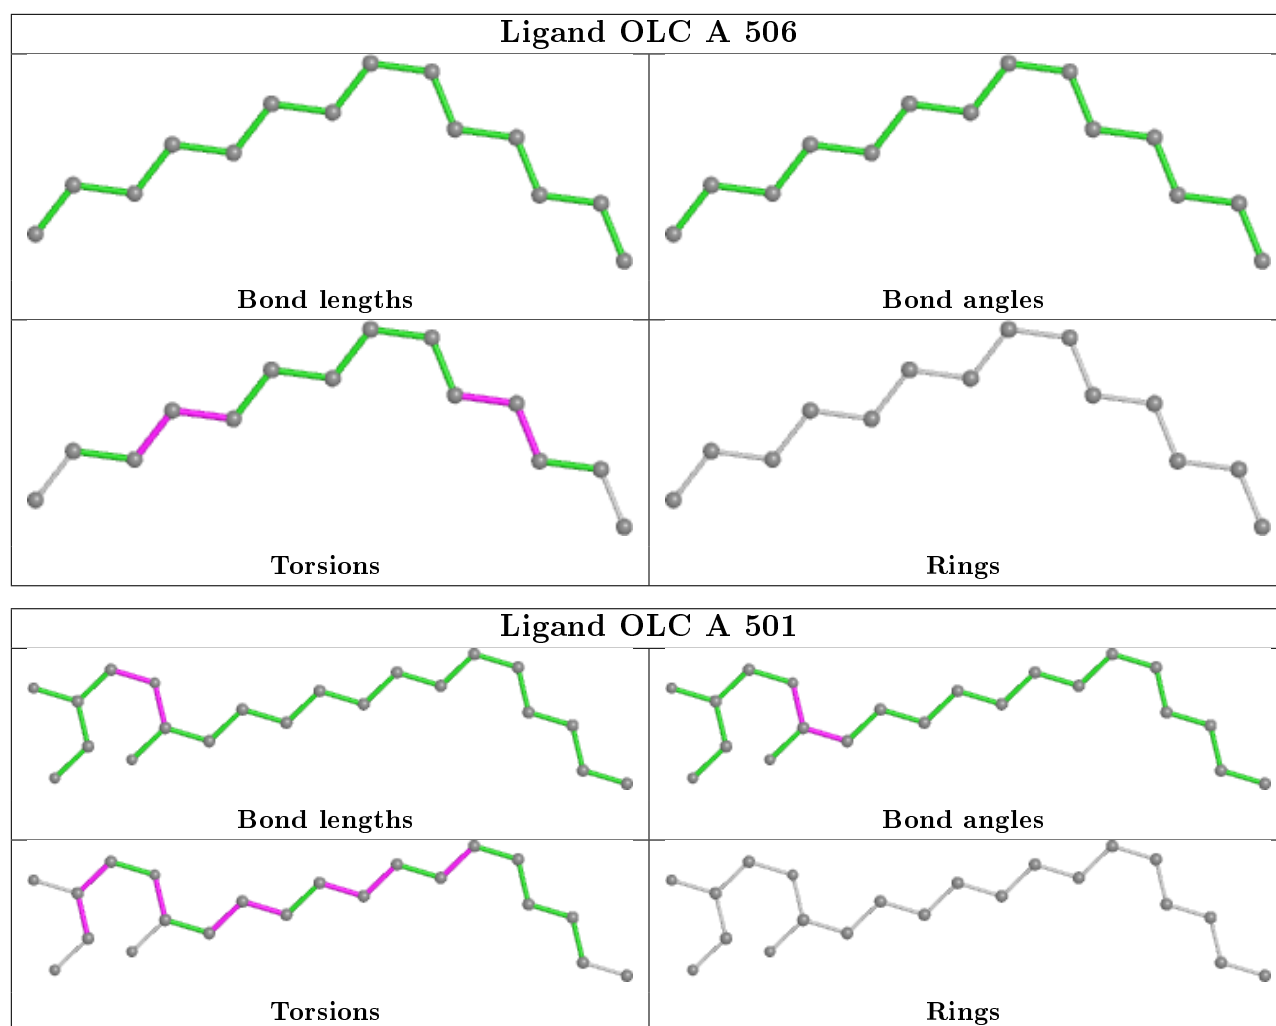 Ligand OLC A 506
Bond lengths
Bond angles
Torsions
Rings
Ligand OLC A 501
Bond lengths
Bond angles
Torsions
Rings